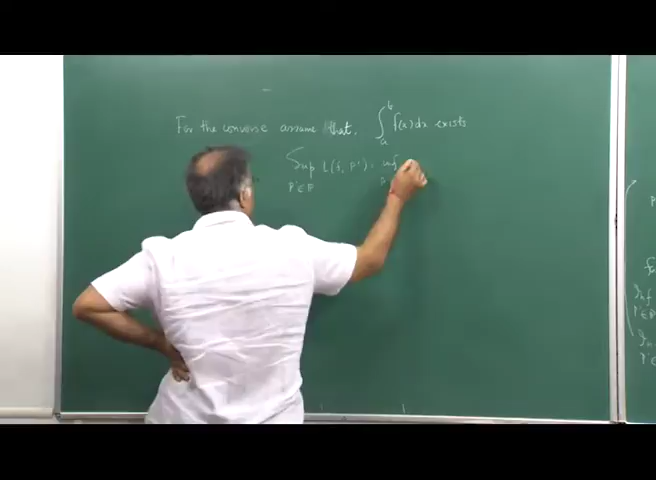 For the converse assume that ∫_a^b f(x)dx exists
Sup L(f, P') = inf
P'∈P